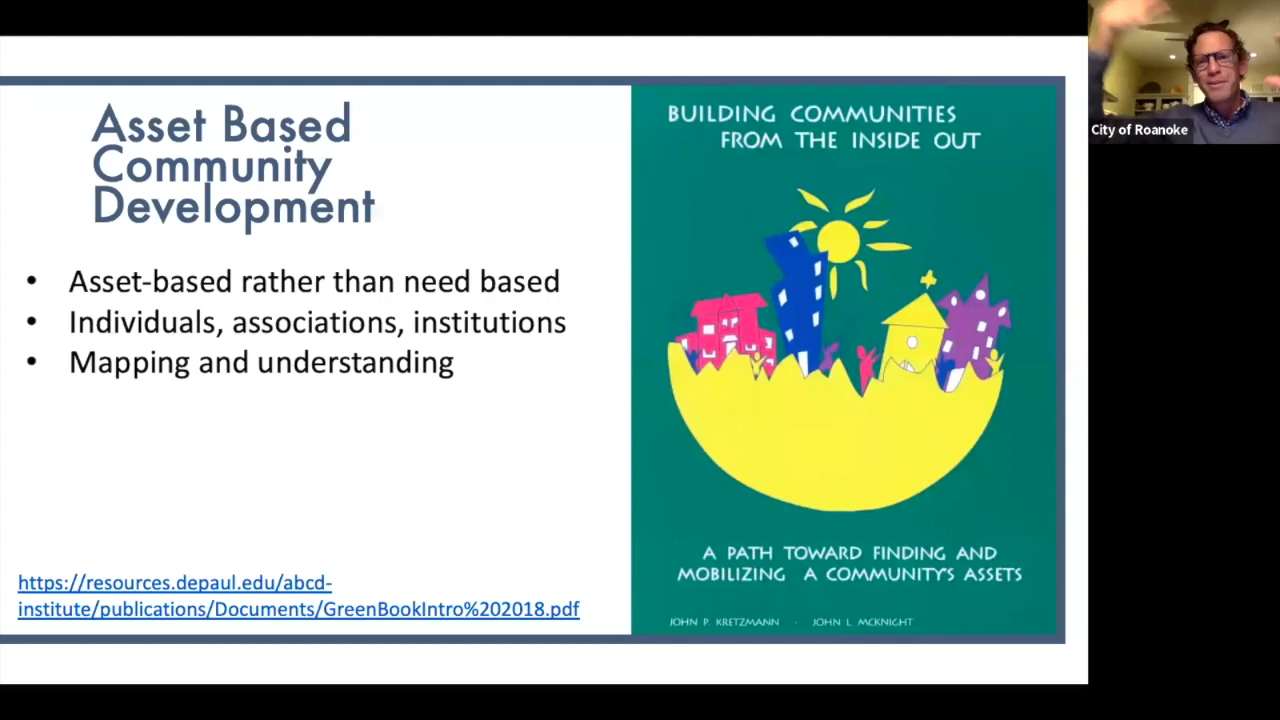 Asset Based
Community
Development
• Asset-based rather than need based
• Individuals, associations, institutions
• Mapping and understanding
https://resources.depaul.edu/abcd-
institute/publications/Documents/GreenBookIntro%202018.pdf
BUILDING COMMUNITIES
FROM THE INSIDE OUT
A PATH TOWARD FINDING AND
MOBILIZING A COMMUNITY'S ASSETS
JOHN P. KRETZMANN · JOHN L. MCKNIGHT
City of Roanoke